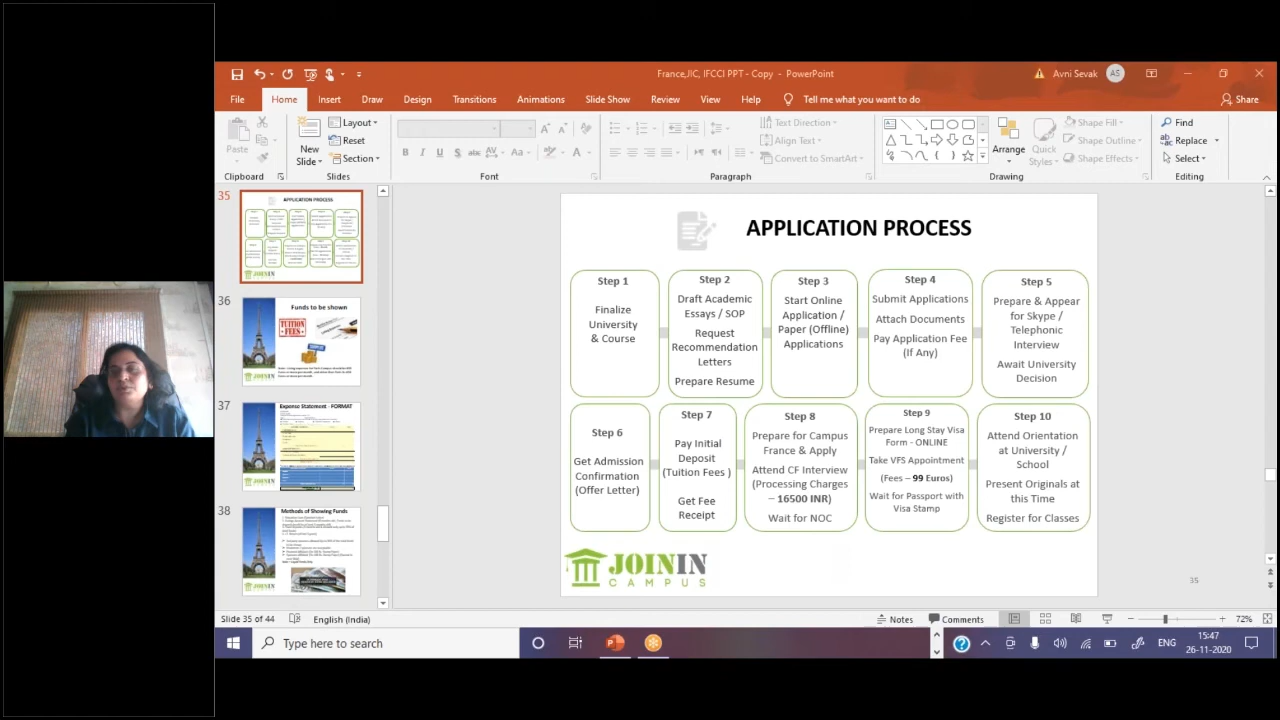 France,JIC, IFCCI PPT - Copy - PowerPoint
Avni Sevak AS
File Home Insert Draw Design Transitions Animations Slide Show Review View Help Tell me what you want to do Share
Paste
New Slide
Layout
Reset
Section
B I U S abc AV Aa A
Text Direction
Align Text
Convert to SmartArt
Arrange
Quick Styles
Shape Fill
Shape Outline
Shape Effects
Find
Replace
Select
Clipboard Slides Font Paragraph Drawing Editing
35
APPLICATION PROCESS
JOININ
36
Funds to be shown
TUITION FEES
JOININ
37
Expense Statement - FORMAT
JOININ
38
Methods of Showing Funds
JOININ
APPLICATION PROCESS
Step 1
Finalize
University
& Course
Step 2
Draft Academic
Essays / SOP
Request
Recommendation
Letters
Prepare Resume
Step 3
Start Online
Application /
Paper (Offline)
Applications
Step 4
Submit Applications
Attach Documents
Pay Application Fee
(If Any)
Step 5
Prepare & Appear
for Skype /
Telephonic
Interview
Await University
Decision
Step 6
Get Admission
Confirmation
(Offer Letter)
Step 7
Pay Initial
Deposit
(Tuition Fees
Get Fee
Receipt
Step 8
Prepare for Campus
France & Apply
Attend CF Interview
(Processing Charges
– 16500 INR)
Wait for NOC
Step 9
Prepare Long Stay Visa
Form - ONLINE
Take VFS Appointment
(Fees – 99 Euros)
Wait for Passport with
Visa Stamp
Step 10
Attend Orientation
at University /
School
Present Originals at
this Time
Register for Classes
JOININ
CAMPUS
35
Slide 35 of 44 English (India) Notes Comments 72%
Type here to search
ENG
15:47
26-11-2020